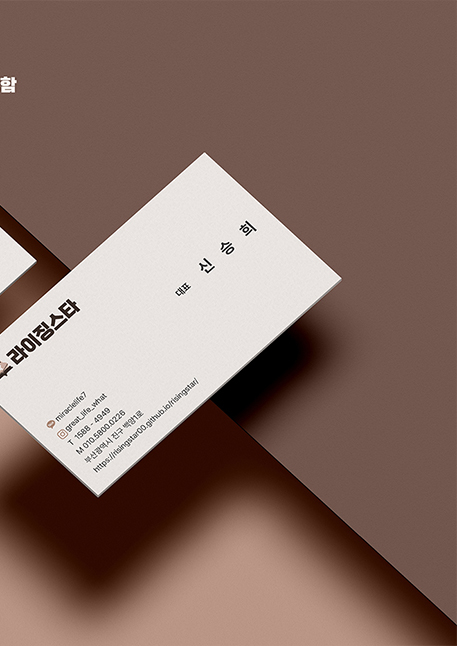 함
대표 신 승 희
라이징스타
miraclelife7
great_life_what
T 1588 - 4949
M 010.5800.0226
부산광역시 진구 백양1로
https://risingstar00.github.io/risingstar/